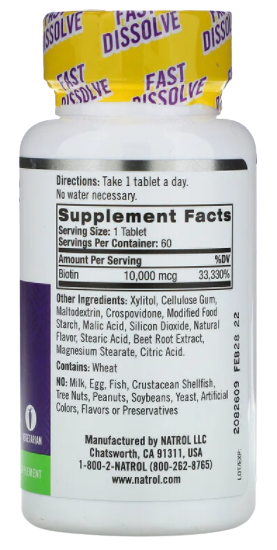 FAST
DISSOLVE
FAST
DISSOLVE
FAST
DISSOLVE
Directions: Take 1 tablet a day.
No water necessary.
Supplement Facts
Serving Size: 1 Tablet
Servings Per Container: 60
Amount Per Serving %DV
Biotin 10,000 mcg 33,330%
Other Ingredients: Xylitol, Cellulose Gum,
Maltodextrin, Crospovidone, Modified Food
Starch, Malic Acid, Silicon Dioxide, Natural
Flavor, Stearic Acid, Beet Root Extract,
Magnesium Stearate, Citric Acid.
Contains: Wheat
NO: Milk, Egg, Fish, Crustacean Shellfish,
Tree Nuts, Peanuts, Soybeans, Yeast, Artificial
Colors, Flavors or Preservatives
Manufactured by NATROL LLC
Chatsworth, CA 91311, USA
1-800-2-NATROL (800-262-8765)
www.natrol.com
2082609 FEB28 22
LOT/EXP.